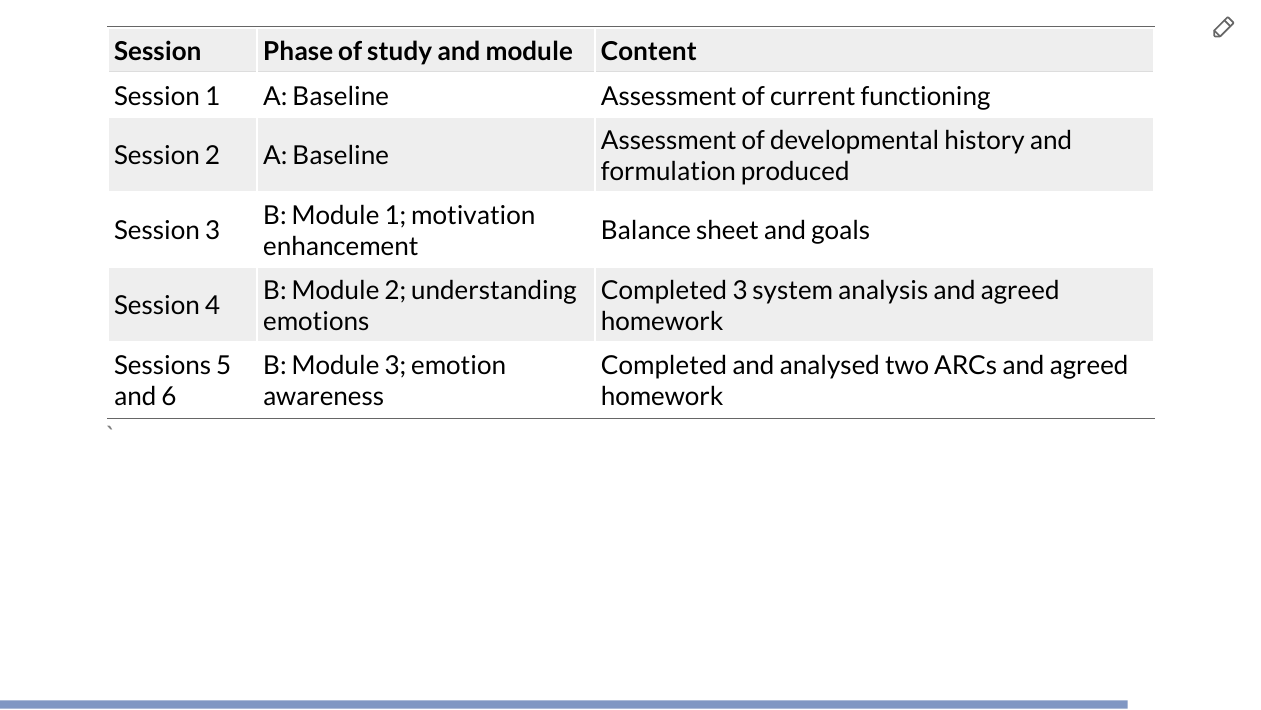 Session Phase of study and module Content
Session 1 A: Baseline Assessment of current functioning
Session 2 A: Baseline Assessment of developmental history and
formulation produced
Session 3 B: Module 1; motivation
enhancement Balance sheet and goals
Session 4 B: Module 2; understanding
emotions Completed 3 system analysis and agreed
homework
Sessions 5
and 6 B: Module 3; emotion
awareness Completed and analysed two ARCs and agreed
homework
`